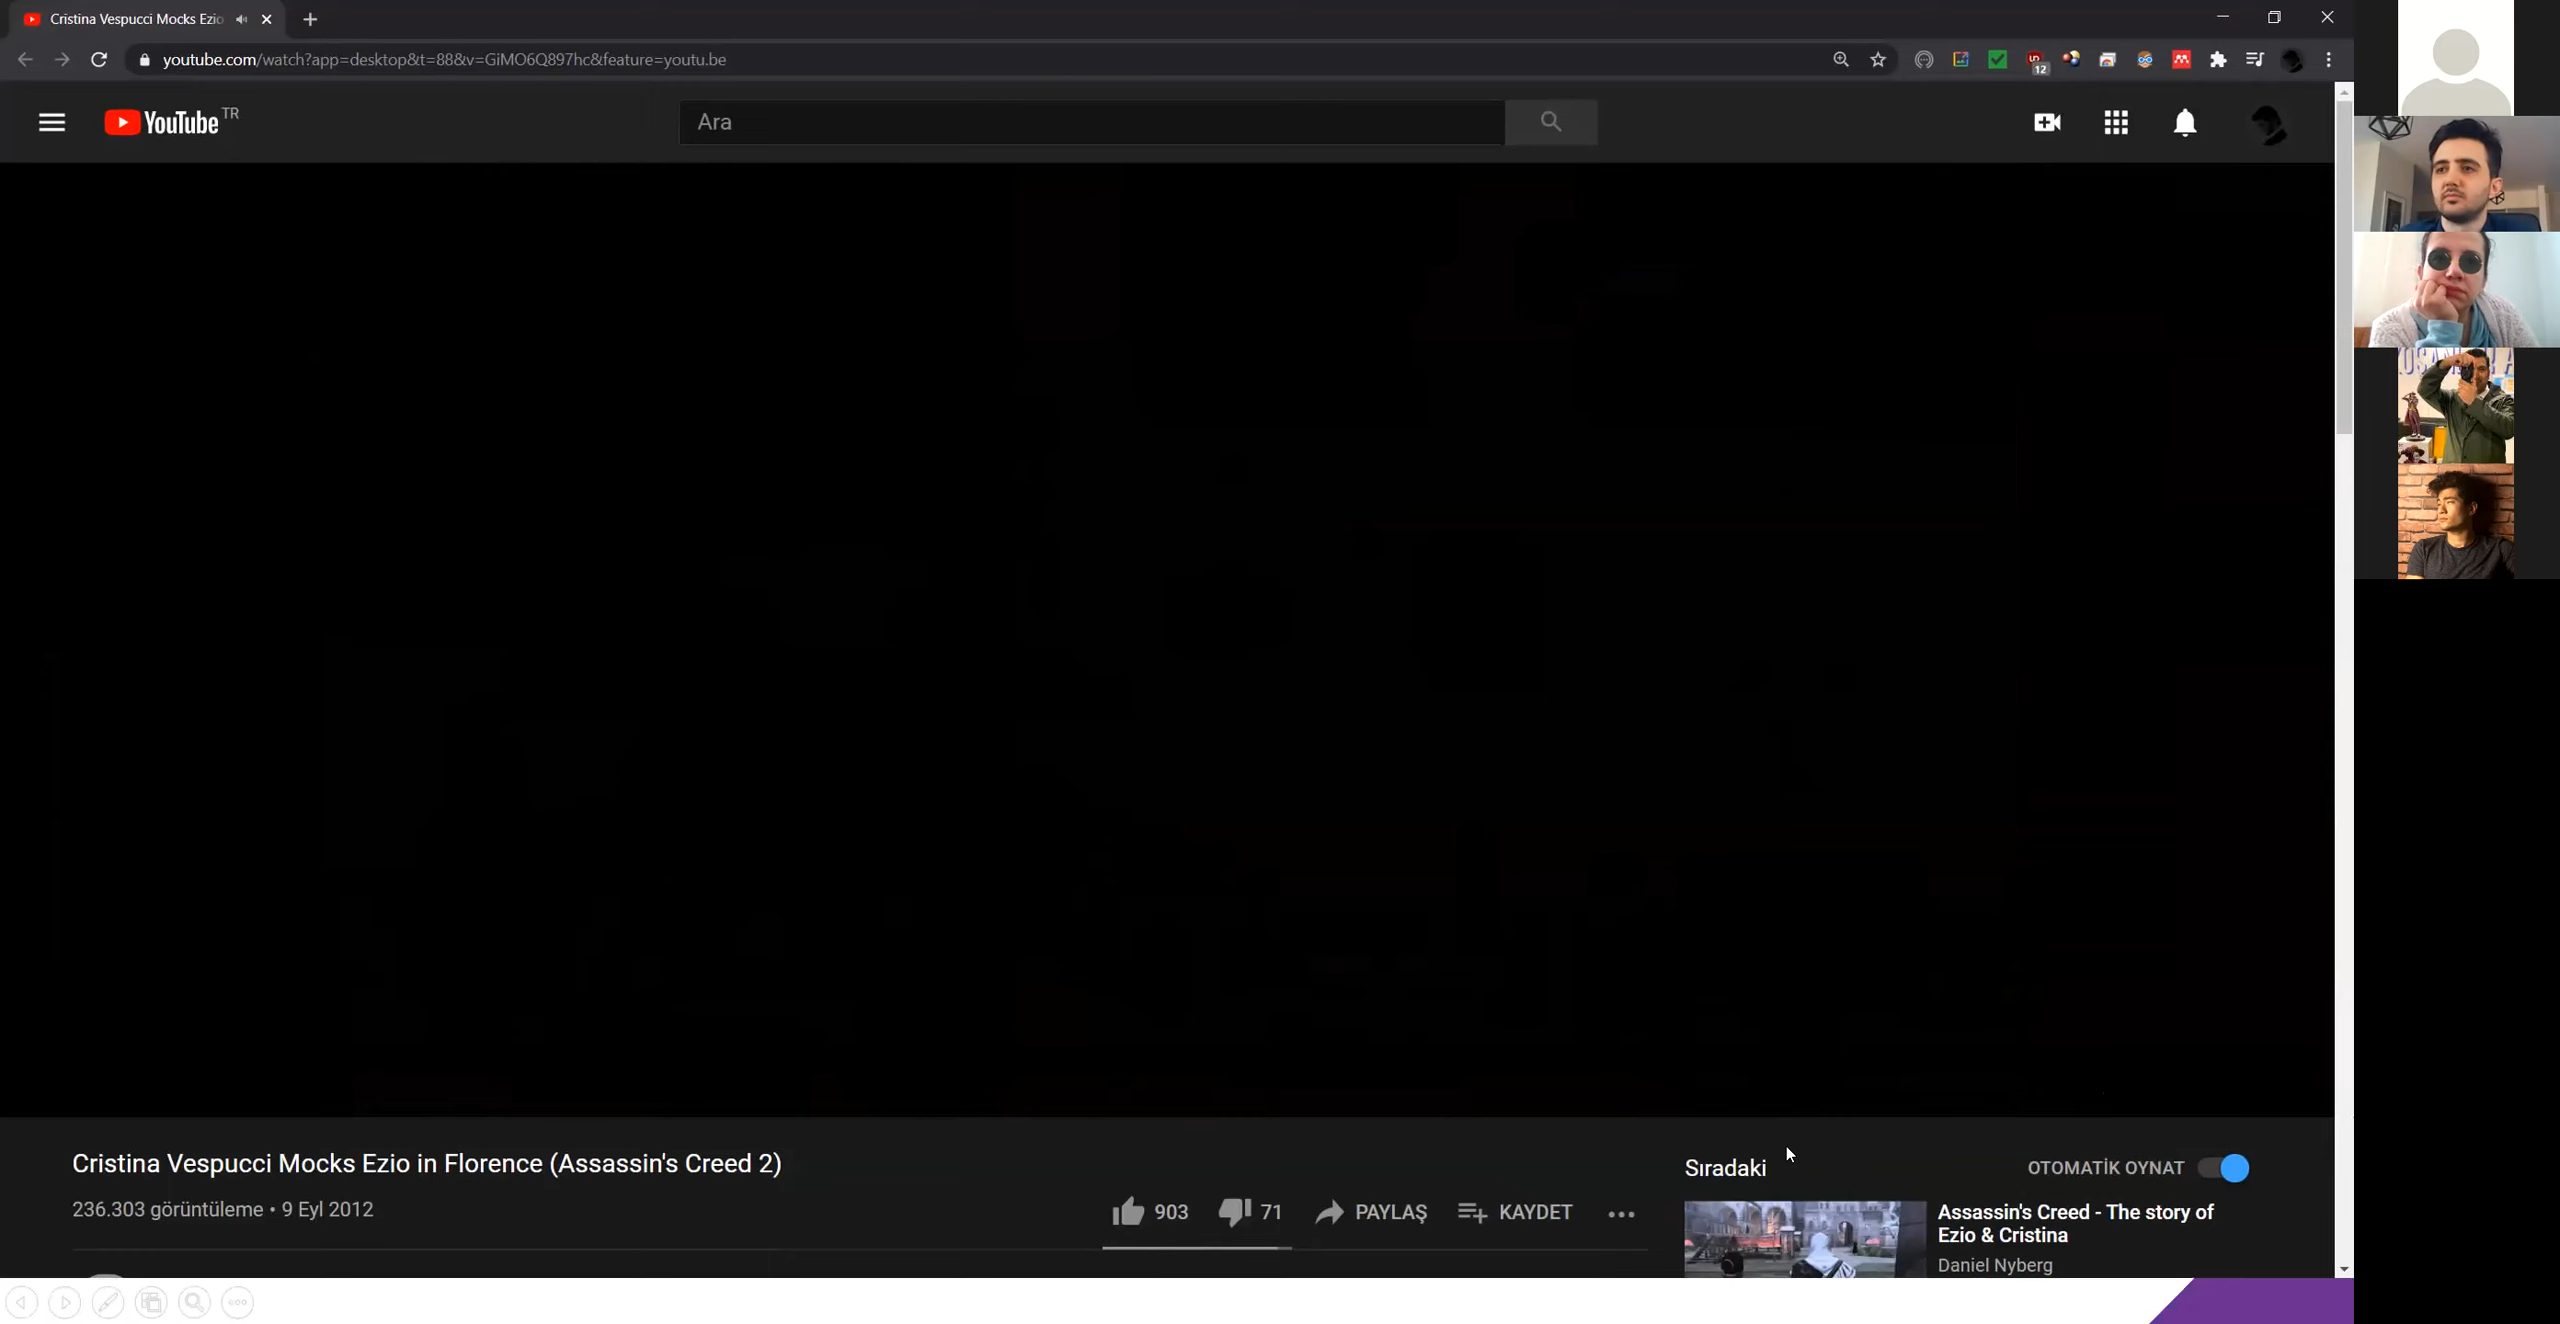 Cristina Vespucci Mocks Ezio
youtube.com/watch?app=desktop&t=88&v=GiMO6Q897hc&feature=youtu.be
12
YouTube TR
Ara
Cristina Vespucci Mocks Ezio in Florence (Assassin's Creed 2)
236.303 görüntüleme • 9 Eyl 2012
903
71
PAYLAŞ
KAYDET
Sıradaki
OTOMATİK OYNAT
Assassin's Creed - The story of
Ezio & Cristina
Daniel Nyberg